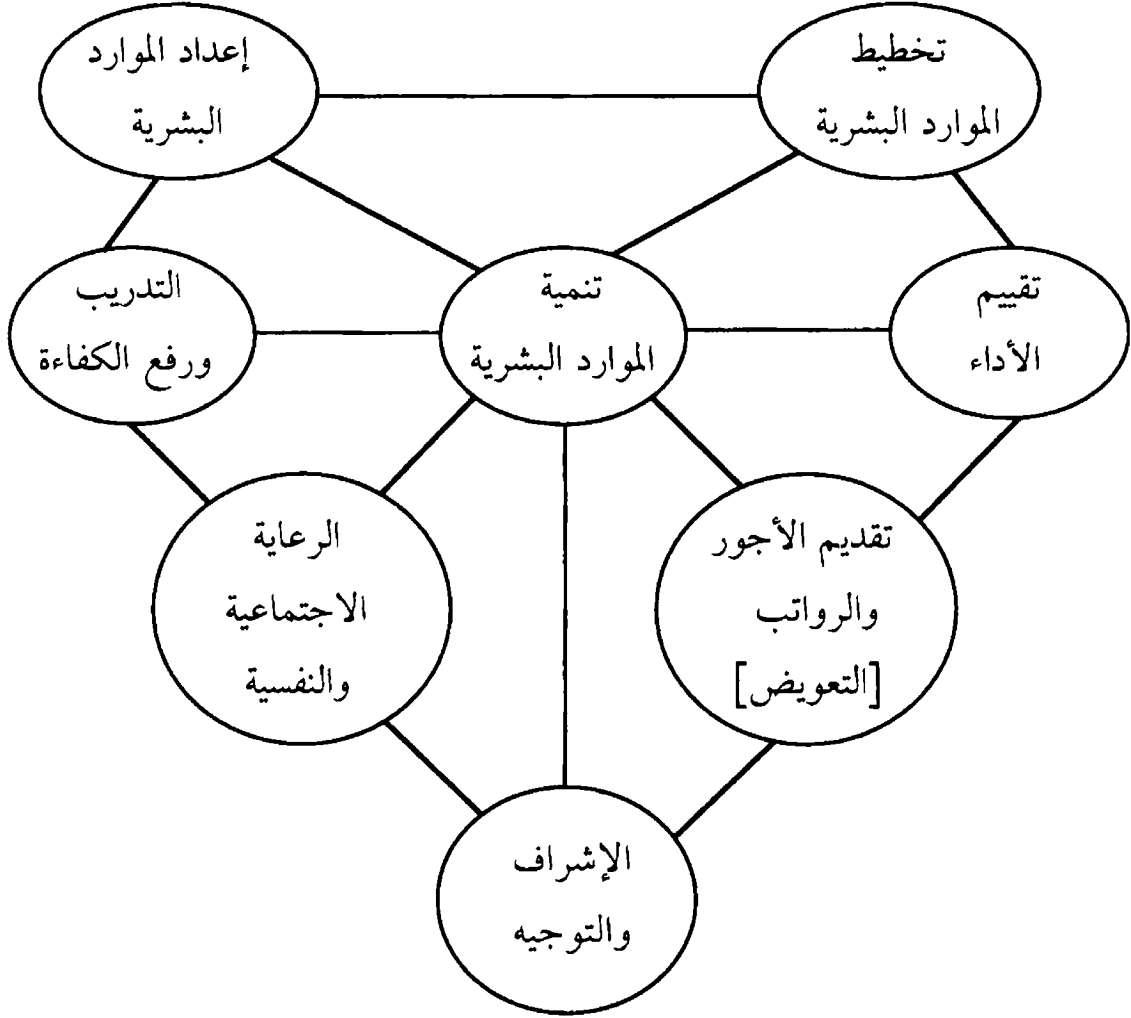 تخطيط
الموارد البشرية
إعداد الموارد
البشرية
تقييم
الأداء
تنمية
الموارد البشرية
التدريب
ورفع الكفاءة
تقديم الأجور
والرواتب
[التعويض]
الرعاية
الاجتماعية
والنفسية
الإشراف
والتوجيه